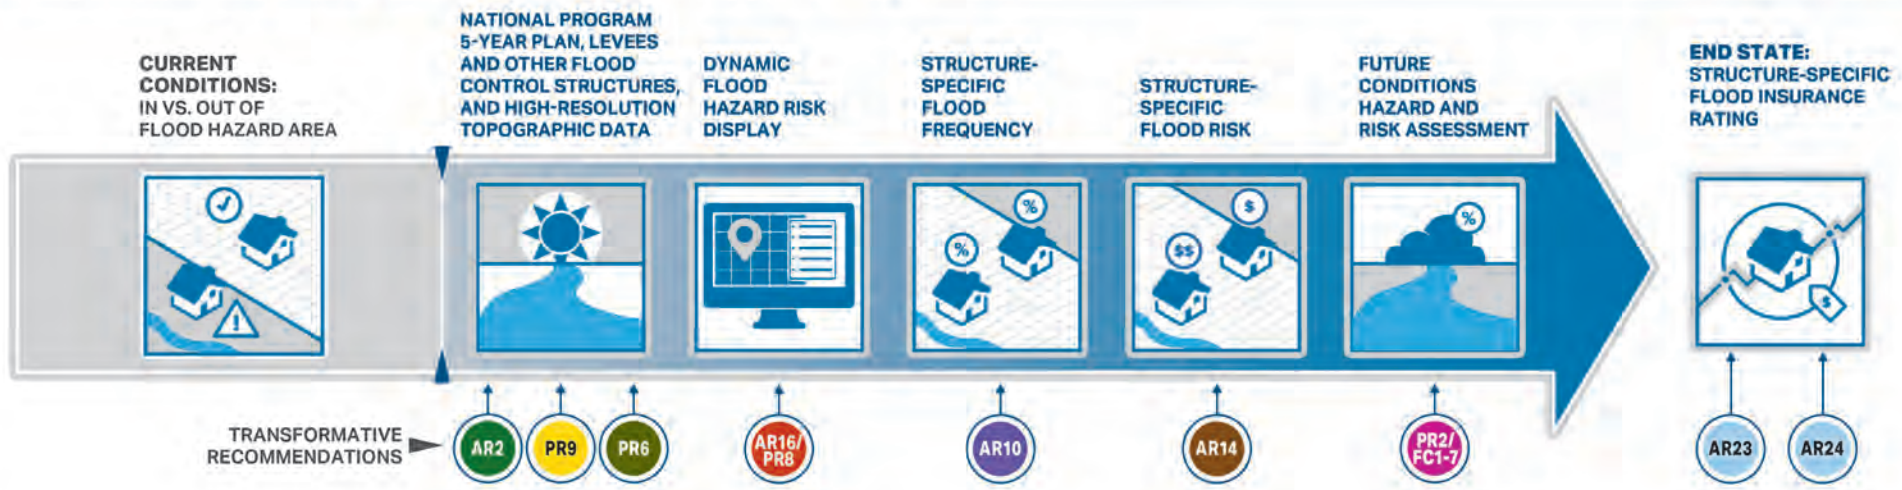 CURRENT
CONDITIONS:
IN VS. OUT OF
FLOOD HAZARD AREA
NATIONAL PROGRAM
5-YEAR PLAN, LEVEES
AND OTHER FLOOD
CONTROL STRUCTURES,
AND HIGH-RESOLUTION
TOPOGRAPHIC DATA
DYNAMIC
FLOOD
HAZARD RISK
DISPLAY
STRUCTURE-
SPECIFIC
FLOOD
FREQUENCY
STRUCTURE-
SPECIFIC
FLOOD RISK
FUTURE
CONDITIONS
HAZARD AND
RISK ASSESSMENT
END STATE:
STRUCTURE-SPECIFIC
FLOOD INSURANCE
RATING
!
%
%
$
$$
%
$
TRANSFORMATIVE
RECOMMENDATIONS
AR2
PR9
PR6
AR16/
PR8
AR10
AR14
PR2/
FC1-7
AR23
AR24